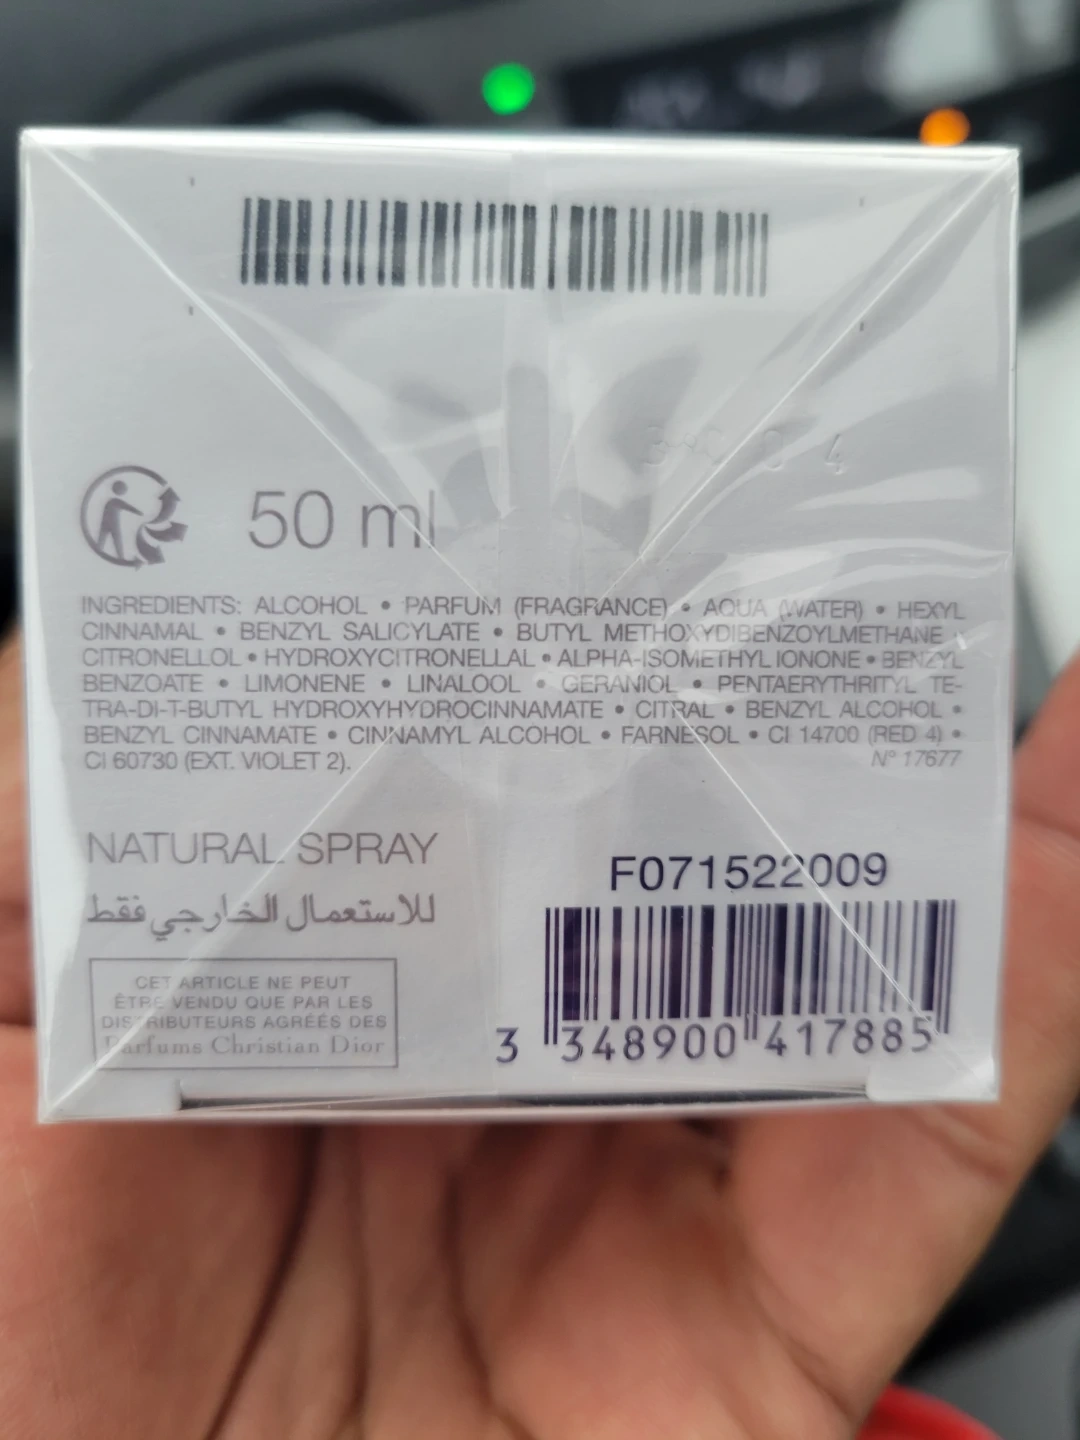 50 ml
INGREDIENTS: ALCOHOL • PARFUM (FRAGRANCE) • AQUA (WATER) • HEXYL
CINNAMAL • BENZYL SALICYLATE • BUTYL METHOXYDIBENZOYLMETHANE •
CITRONELLOL • HYDROXYCITRONELLAL • ALPHA-ISOMETHYL IONONE • BENZYL
BENZOATE • LIMONENE • LINALOOL • GERANIOL • PENTAERYTHRITYL TE-
TRA-DI-T-BUTYL HYDROXYHYDROCINNAMATE • CITRAL • BENZYL ALCOHOL •
BENZYL CINNAMATE • CINNAMYL ALCOHOL • FARNESOL • CI 14700 (RED 4) •
CI 60730 (EXT. VIOLET 2). N° 17677
NATURAL SPRAY
للاستعمال الخارجي فقط
CET ARTICLE NE PEUT
ÊTRE VENDU QUE PAR LES
DISTRIBUTEURS AGRÉÉS DES
Parfums Christian Dior
F071522009
3 348900 417885